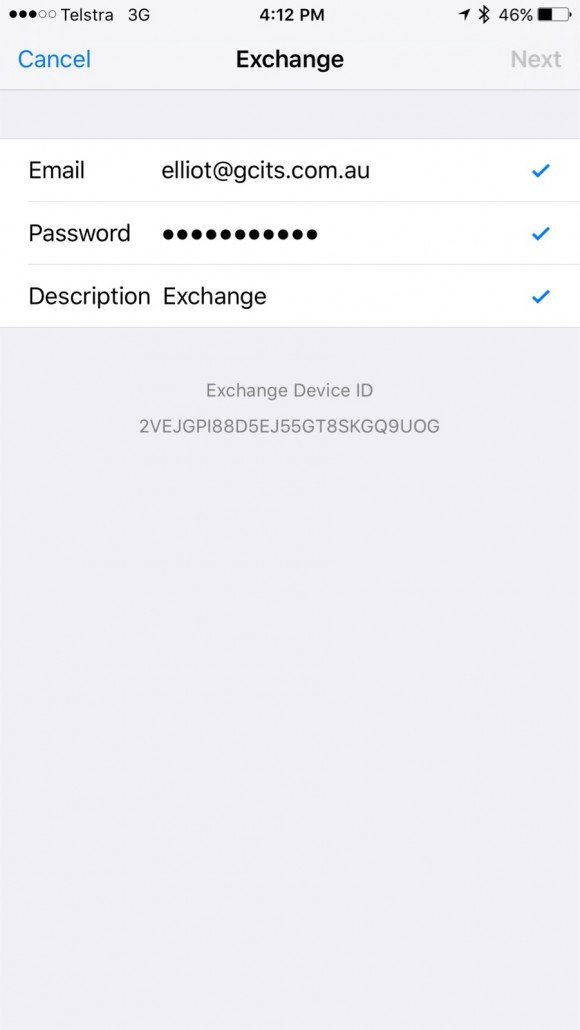 Telstra 3G 4:12 PM 46%
Cancel Exchange Next
Email elliot@gcits.com.au
Password ●●●●●●●●●●●
Description Exchange
Exchange Device ID
2VEJGPI88D5EJ55GT8SKGQ9UOG